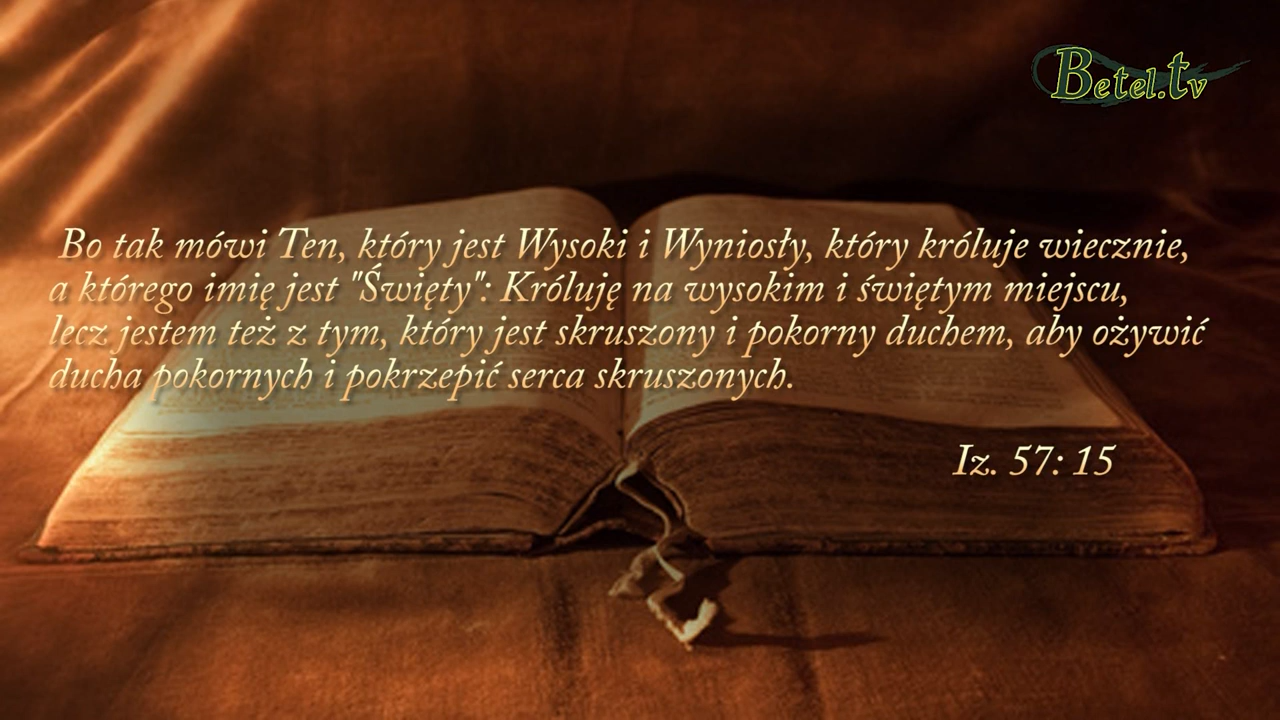 Betel.tv
Bo tak mówi Ten, który jest Wysoki i Wyniosły, który króluje wiecznie,
a którego imię jest "Święty": Króluję na wysokim i świętym miejscu,
lecz jestem też z tym, który jest skruszony i pokorny duchem, aby ożywić
ducha pokornych i pokrzepić serca skruszonych.
Iz. 57: 15